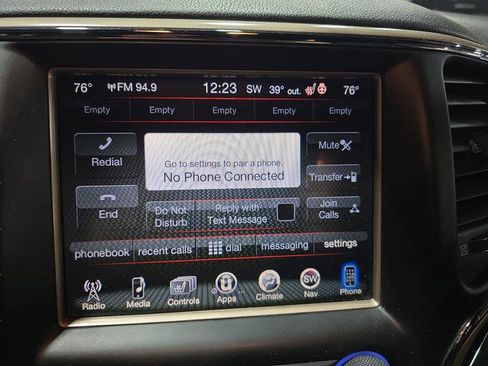 76° FM 94.9 12:23 SW 39° out. 76°
Empty Empty Empty Empty Empty
Redial
Go to settings to pair a phone.
No Phone Connected
Mute
Transfer
End
Do Not
Disturb
Reply with
Text Message
Join
Calls
phonebook recent calls dial messaging settings
Radio Media Controls Apps Climate SW Nav Phone